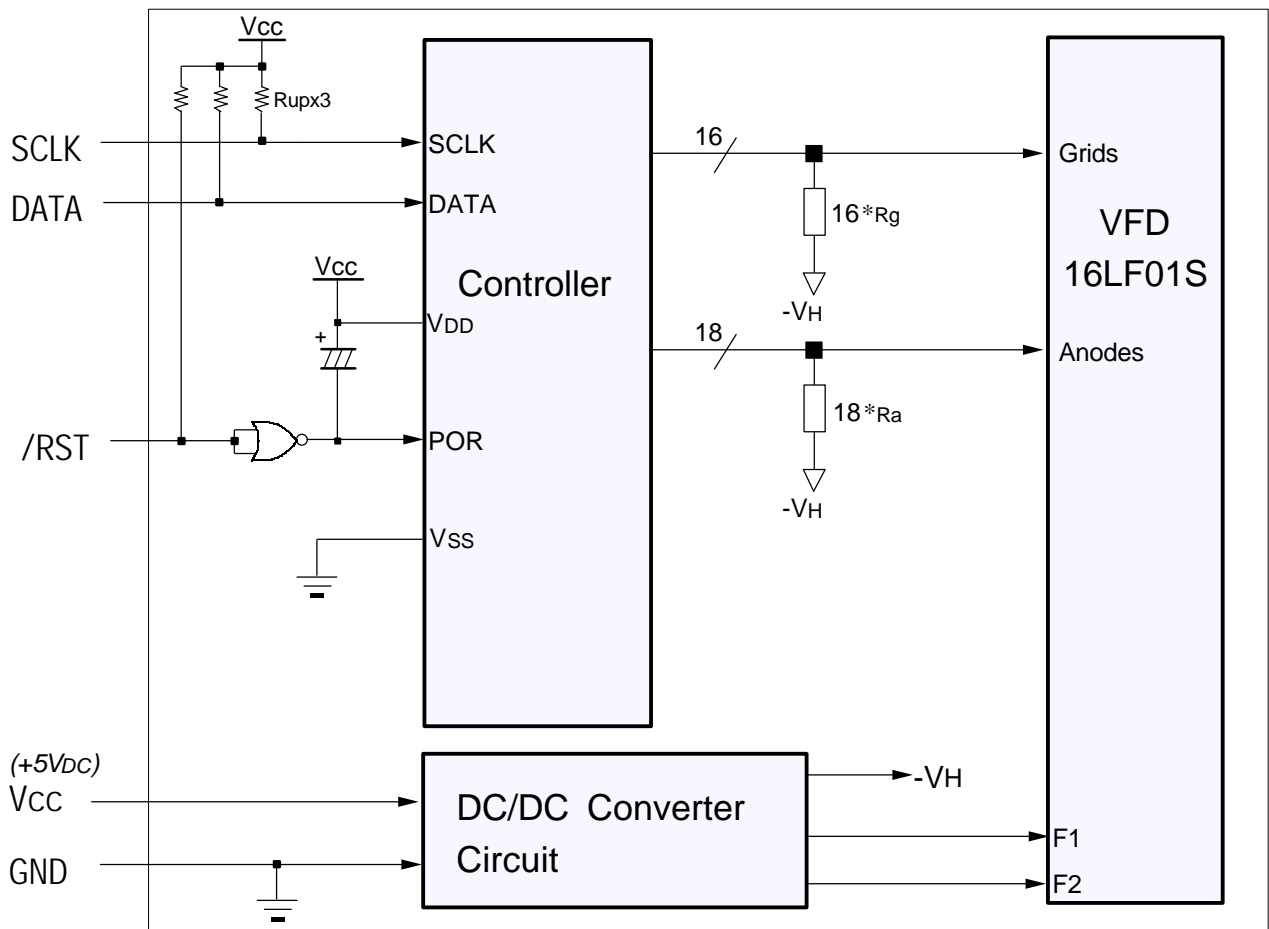 Vcc
Rupx3
SCLK
SCLK
16
Grids
DATA
DATA
16*Rg
VFD
16LF01S
Vcc
Controller
-VH
+
VDD
18
Anodes
18*Ra
/RST
POR
-VH
VSS
(+5VDC)
VCC
-VH
DC/DC Converter
Circuit
F1
GND
F2